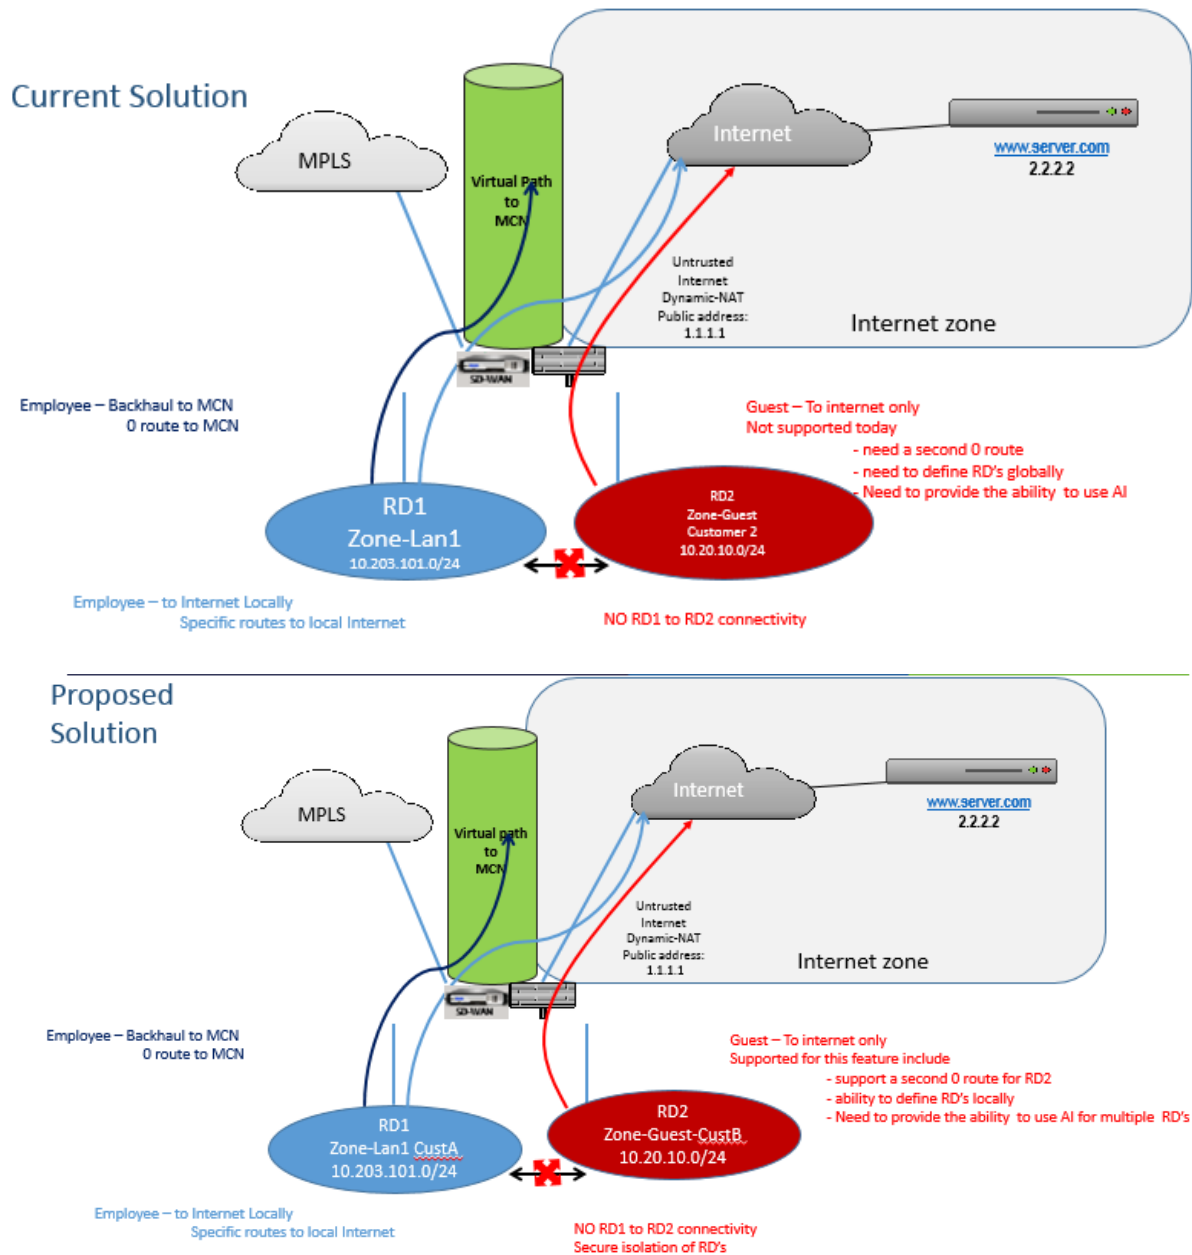 Current Solution
MPLS
Virtual Path
to
MCN
Internet
www.server.com
2.2.2.2
Untrusted
Internet
Dynamic-NAT
Public address:
1.1.1.1
Internet zone
SD-WAN
Employee – Backhaul to MCN
0 route to MCN
Guest – To internet only
Not supported today
- need a second 0 route
- need to define RD's globally
- Need to provide the ability to use AI
RD1
Zone-Lan1
10.203.101.0/24
RD2
Zone-Guest
Customer 2
10.20.10.0/24
Employee – to Internet Locally
Specific routes to local Internet
NO RD1 to RD2 connectivity
Proposed
Solution
MPLS
Virtual path
to
MCN
Internet
www.server.com
2.2.2.2
Untrusted
Internet
Dynamic-NAT
Public address:
1.1.1.1
Internet zone
SD-WAN
Employee – Backhaul to MCN
0 route to MCN
Guest – To internet only
Supported for this feature include
- support a second 0 route for RD2
- ability to define RD's locally
- Need to provide the ability to use AI for multiple RD's
RD1
Zone-Lan1 CustA
10.203.101.0/24
RD2
Zone-Guest-CustB
10.20.10.0/24
Employee – to Internet Locally
Specific routes to local Internet
NO RD1 to RD2 connectivity
Secure isolation of RD's